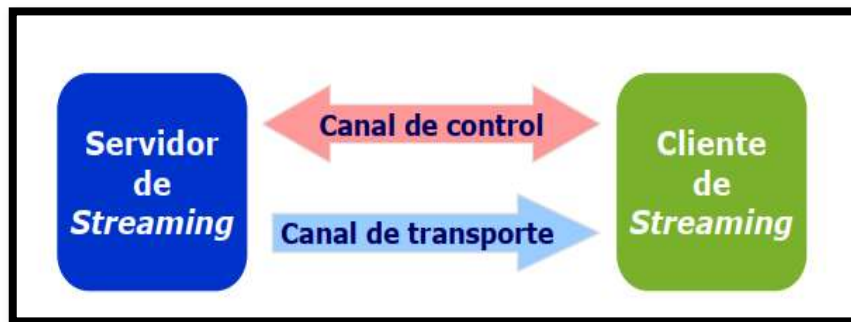 Servidor
de
Streaming
Canal de control
Canal de transporte
Cliente
de
Streaming